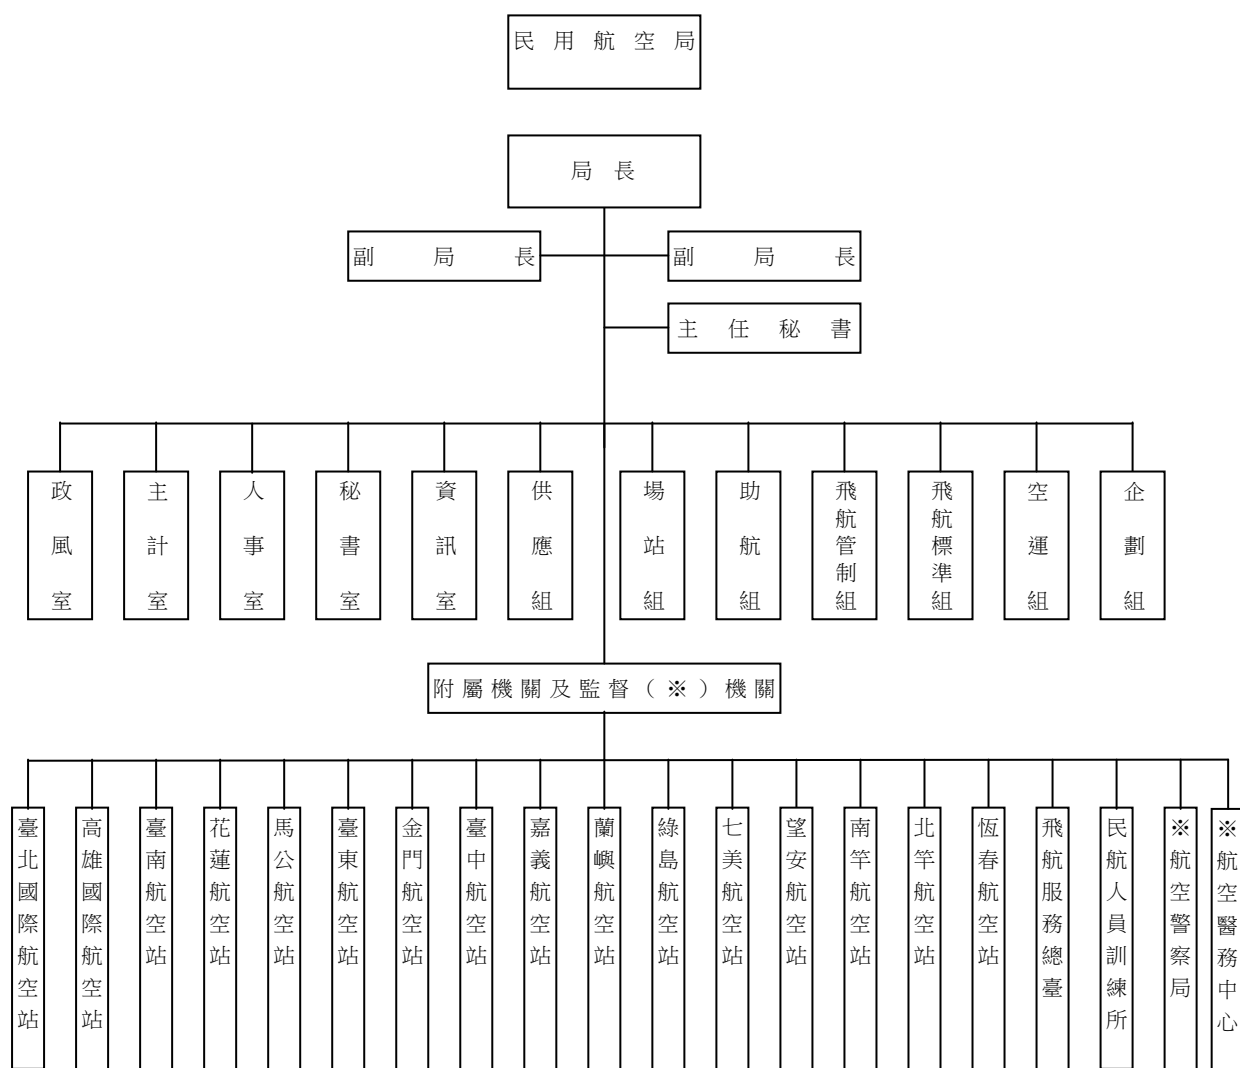 民用航空局
局長
副局長
副局長
主任秘書
政風室
主計室
人事室
秘書室
資訊室
供應組
場站組
助航組
飛航管制組
飛航標準組
空運組
企劃組
附屬機關及監督（※）機關
臺北國際航空站
高雄國際航空站
臺南航空站
花蓮航空站
馬公航空站
臺東航空站
金門航空站
臺中航空站
嘉義航空站
蘭嶼航空站
綠島航空站
七美航空站
望安航空站
南竿航空站
北竿航空站
恆春航空站
飛航服務總臺
民航人員訓練所
※航空警察局
※航空醫務中心